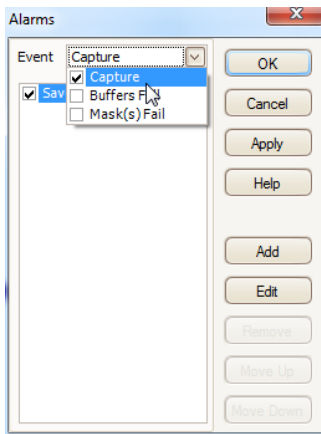 Alarms
Event Capture
OK
Capture
Buffers
Sav
Cancel
Mask(s) Fail
Apply
Help
Add
Edit
Remove
Move Up
Move Down